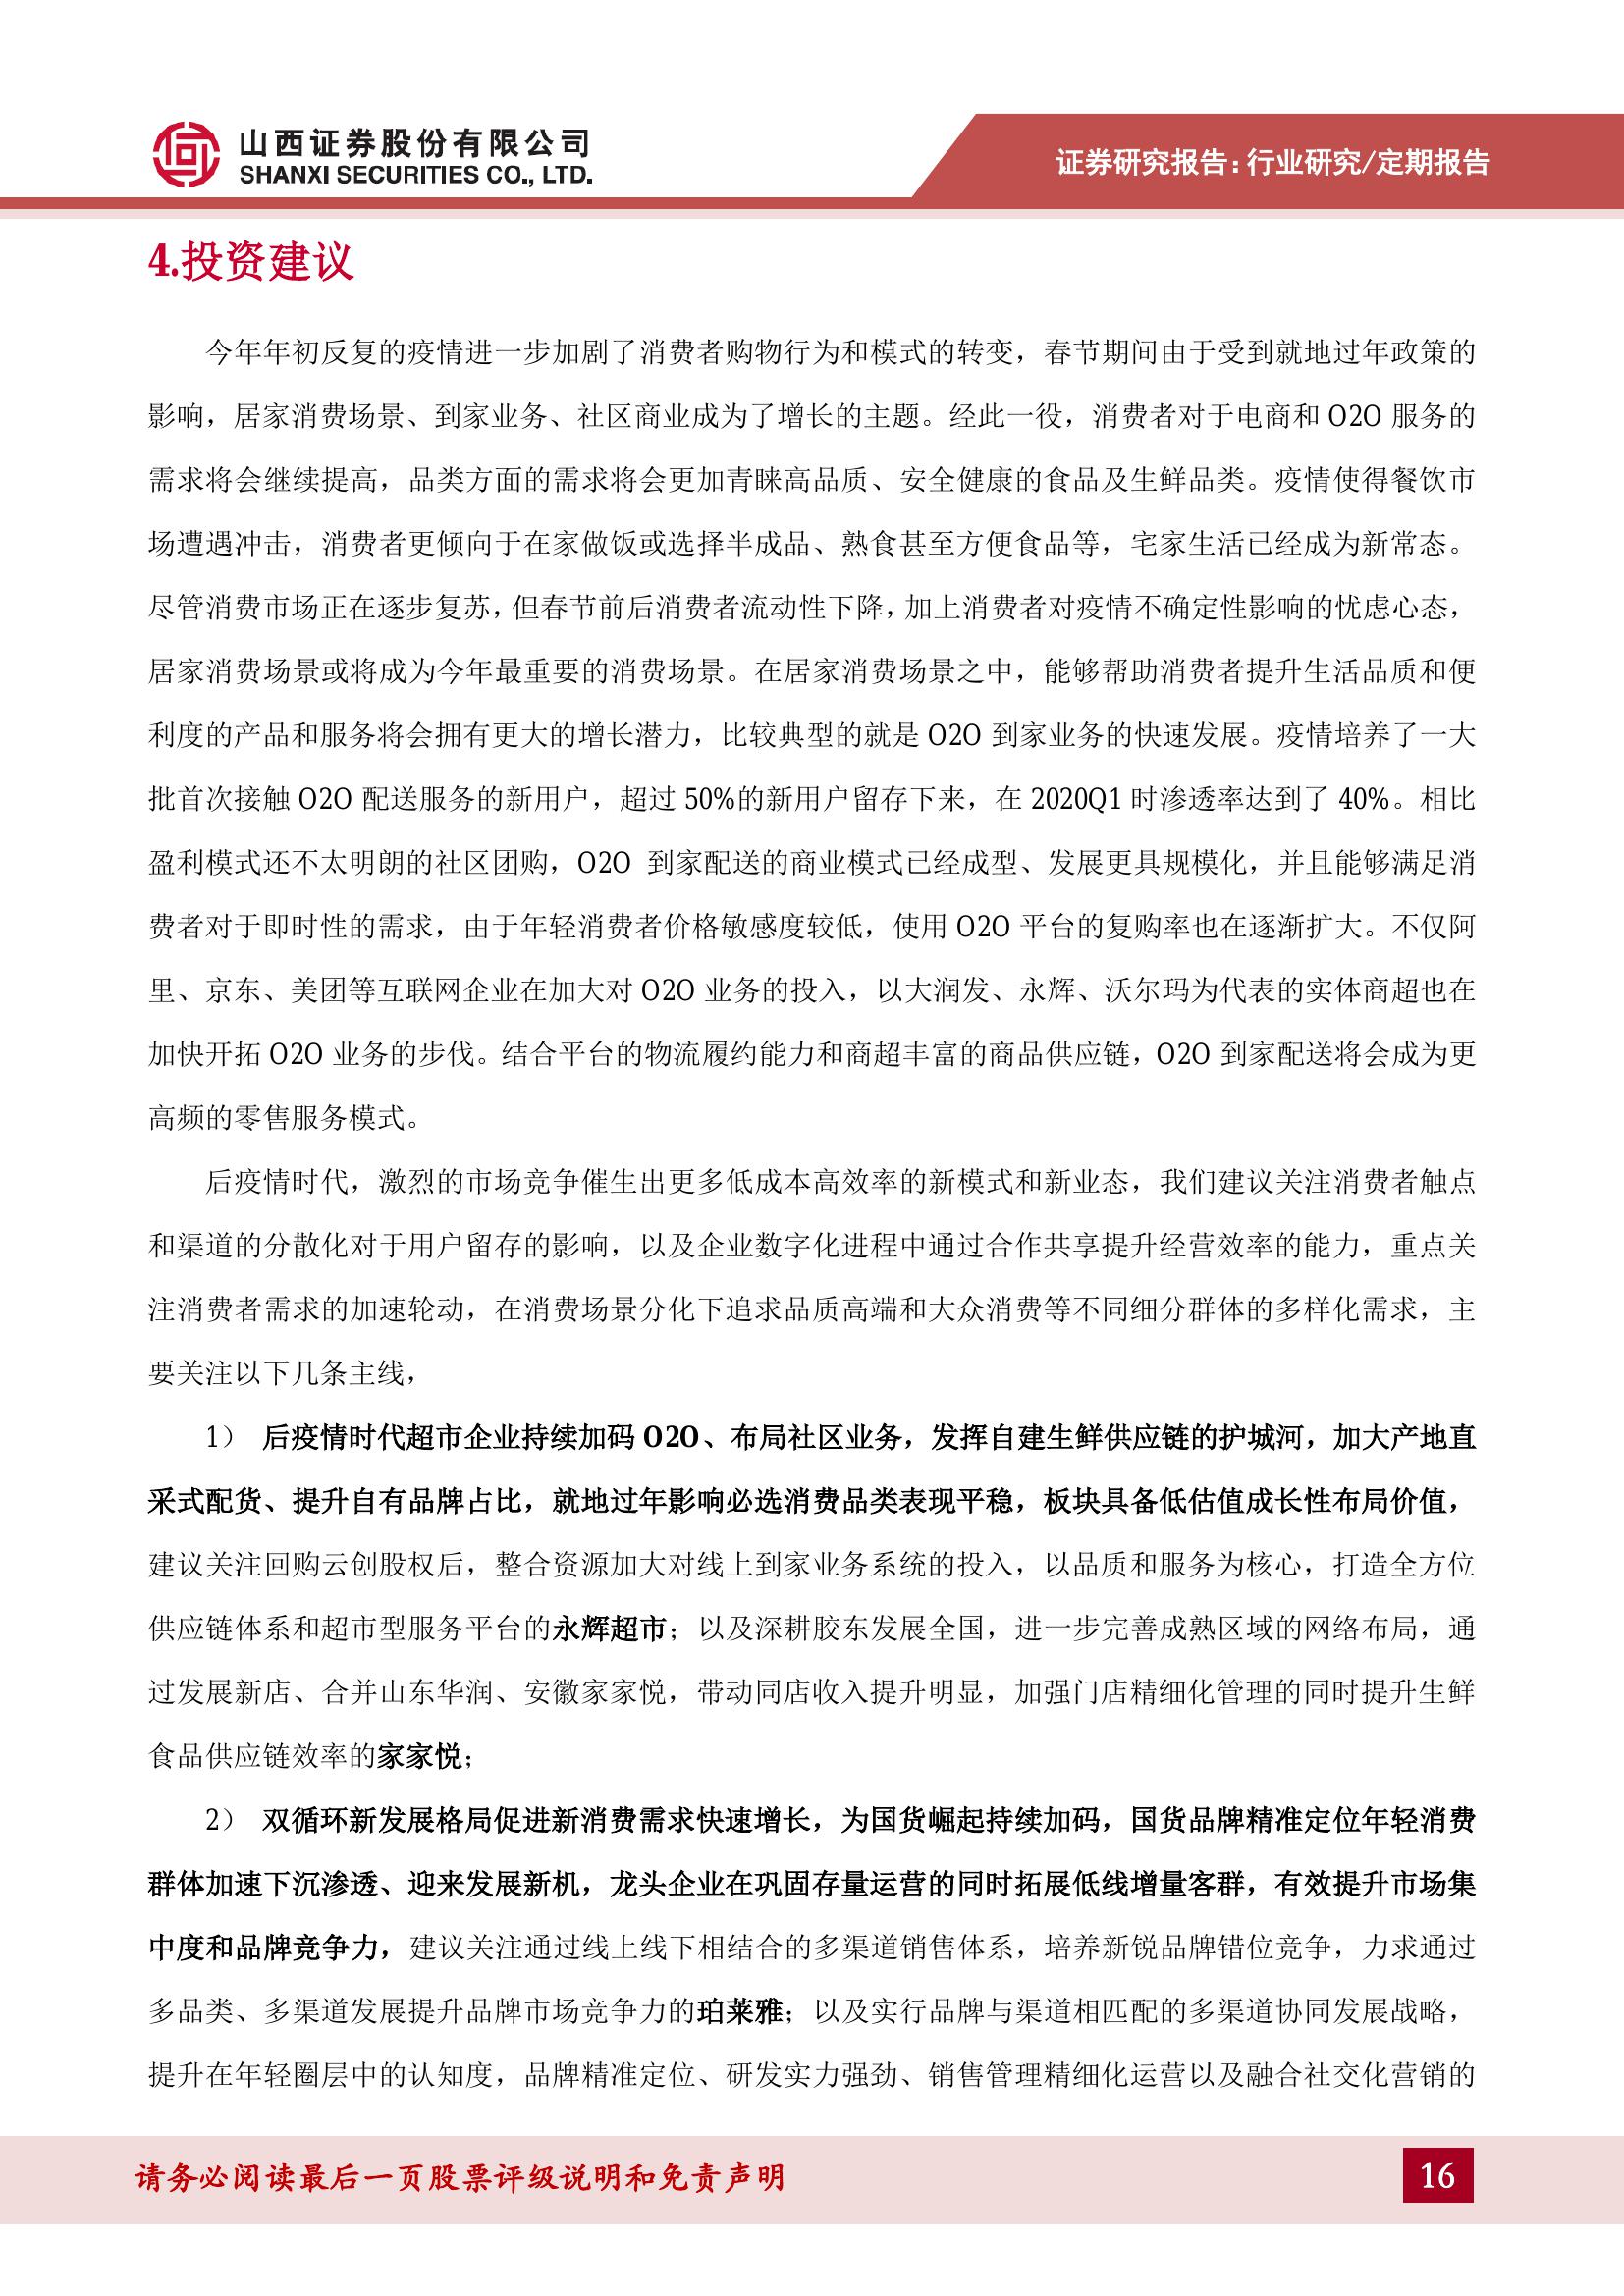 山西证券股份有限公司
SHANXI SECURITIES CO., LTD.
证券研究报告：行业研究/定期报告
4.投资建议
今年年初反复的疫情进一步加剧了消费者购物行为和模式的转变，春节期间由于受到就地过年政策的
影响，居家消费场景、到家业务、社区商业成为了增长的主题。经此一役，消费者对于电商和 O2O 服务的
需求将会继续提高，品类方面的需求将会更加青睐高品质、安全健康的食品及生鲜品类。疫情使得餐饮市
场遭遇冲击，消费者更倾向于在家做饭或选择半成品、熟食甚至方便食品等，宅家生活已经成为新常态。
尽管消费市场正在逐步复苏，但春节前后消费者流动性下降，加上消费者对疫情不确定性影响的忧虑心态，
居家消费场景或将成为今年最重要的消费场景。在居家消费场景之中，能够帮助消费者提升生活品质和便
利度的产品和服务将会拥有更大的增长潜力，比较典型的就是 O2O 到家业务的快速发展。疫情培养了一大
批首次接触 O2O 配送服务的新用户，超过 50%的新用户留存下来，在 2020Q1 时渗透率达到了 40%。相比
盈利模式还不太明朗的社区团购，O2O 到家配送的商业模式已经成型、发展更具规模化，并且能够满足消
费者对于即时性的需求，由于年轻消费者价格敏感度较低，使用 O2O 平台的复购率也在逐渐扩大。不仅阿
里、京东、美团等互联网企业在加大对 O2O 业务的投入，以大润发、永辉、沃尔玛为代表的实体商超也在
加快开拓 O2O 业务的步伐。结合平台的物流履约能力和商超丰富的商品供应链，O2O 到家配送将会成为更
高频的零售服务模式。
后疫情时代，激烈的市场竞争催生出更多低成本高效率的新模式和新业态，我们建议关注消费者触点
和渠道的分散化对于用户留存的影响，以及企业数字化进程中通过合作共享提升经营效率的能力，重点关
注消费者需求的加速轮动，在消费场景分化下追求品质高端和大众消费等不同细分群体的多样化需求，主
要关注以下几条主线，
1） 后疫情时代超市企业持续加码 O2O、布局社区业务，发挥自建生鲜供应链的护城河，加大产地直
采式配货、提升自有品牌占比，就地过年影响必选消费品类表现平稳，板块具备低估值成长性布局价值，
建议关注回购云创股权后，整合资源加大对线上到家业务系统的投入，以品质和服务为核心，打造全方位
供应链体系和超市型服务平台的永辉超市；以及深耕胶东发展全国，进一步完善成熟区域的网络布局，通
过发展新店、合并山东华润、安徽家家悦，带动同店收入提升明显，加强门店精细化管理的同时提升生鲜
食品供应链效率的家家悦；
2） 双循环新发展格局促进新消费需求快速增长，为国货崛起持续加码，国货品牌精准定位年轻消费
群体加速下沉渗透、迎来发展新机，龙头企业在巩固存量运营的同时拓展低线增量客群，有效提升市场集
中度和品牌竞争力，建议关注通过线上线下相结合的多渠道销售体系，培养新锐品牌错位竞争，力求通过
多品类、多渠道发展提升品牌市场竞争力的珀莱雅；以及实行品牌与渠道相匹配的多渠道协同发展战略，
提升在年轻圈层中的认知度，品牌精准定位、研发实力强劲、销售管理精细化运营以及融合社交化营销的
请务必阅读最后一页股票评级说明和免责声明
16